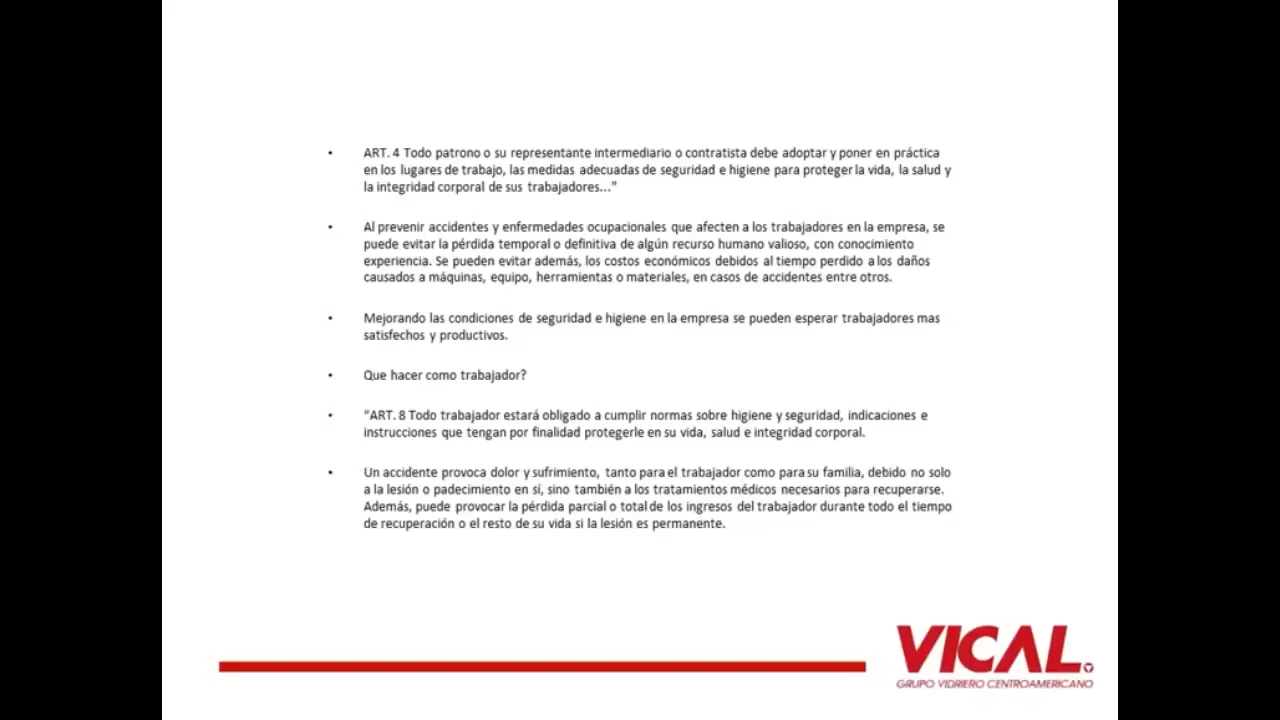 • ART. 4 Todo patrono o su representante intermediario o contratista debe adoptar y poner en práctica
en los lugares de trabajo, las medidas adecuadas de seguridad e higiene para proteger la vida, la salud y
la integridad corporal de sus trabajadores...”
• Al prevenir accidentes y enfermedades ocupacionales que afecten a los trabajadores en la empresa, se
puede evitar la pérdida temporal o definitiva de algún recurso humano valioso, con conocimiento
experiencia. Se pueden evitar además, los costos económicos debidos al tiempo perdido a los daños
causados a máquinas, equipo, herramientas o materiales, en casos de accidentes entre otros.
• Mejorando las condiciones de seguridad e higiene en la empresa se pueden esperar trabajadores mas
satisfechos y productivos.
• Que hacer como trabajador?
• “ART. 8 Todo trabajador estará obligado a cumplir normas sobre higiene y seguridad, indicaciones e
instrucciones que tengan por finalidad protegerle en su vida, salud e integridad corporal.
• Un accidente provoca dolor y sufrimiento, tanto para el trabajador como para su familia, debido no solo
a la lesión o padecimiento en sí, sino también a los tratamientos médicos necesarios para recuperarse.
Además, puede provocar la pérdida parcial o total de los ingresos del trabajador durante todo el tiempo
de recuperación o el resto de su vida si la lesión es permanente.
VICAL
GRUPO VIDRIERO CENTROAMERICANO